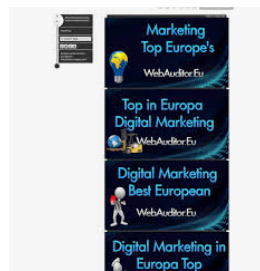 Marketing
Top Europe's
WebAuditor.Eu
Top in Europa
Digital Marketing
WebAuditor.Eu
Digital Marketing
Best European
WebAuditor.Eu
Digital Marketing in
Europa Top